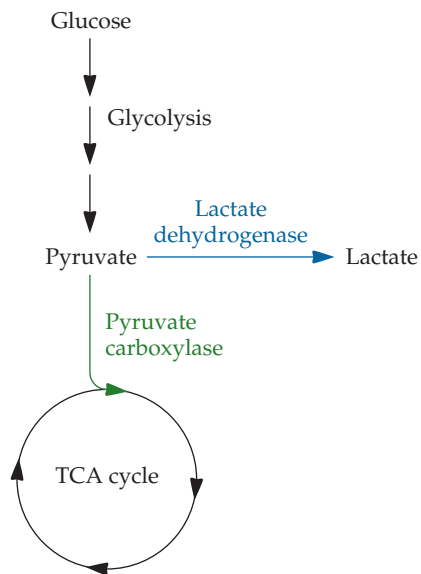 Glucose
Glycolysis
Lactate
dehydrogenase
Pyruvate
Lactate
Pyruvate
carboxylase
TCA cycle